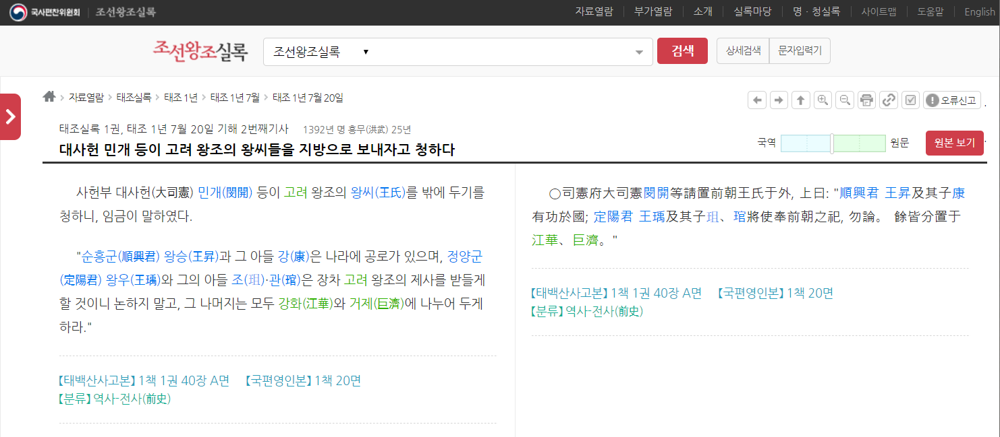 국사편찬위원회 조선왕조실록
자료열람 부가열람 소개 실록마당 명·청실록 사이트맵 도움말 English
조선왕조실록 조선왕조실록 ▼ 검색 상세검색 문자입력기
자료열람 > 태조실록 > 태조 1년 > 태조 1년 7월 > 태조 1년 7월 20일
오류신고 .
태조실록 1권, 태조 1년 7월 20일 기해 2번째기사 1392년 명 홍무(洪武) 25년
대사헌 민개 등이 고려 왕조의 왕씨들을 지방으로 보내자고 청하다
국역 원문 원본 보기
사헌부 대사헌(大司憲) 민개(閔開) 등이 고려 왕조의 왕씨(王氏)를 밖에 두기를
청하니, 임금이 말하였다.
"순흥군(順興君) 왕승(王昇)과 그 아들 강(康)은 나라에 공로가 있으며, 정양군
(定陽君) 왕우(王瑀)와 그의 아들 조(珇)·관(琯)은 장차 고려 왕조의 제사를 받들게
할 것이니 논하지 말고, 그 나머지는 모두 강화(江華)와 거제(巨濟)에 나누어 두게
하라."
【태백산사고본】 1책 1권 40장 A면 【국편영인본】 1책 20면
【분류】 역사-전사(前史)
○司憲府大司憲閔開等請置前朝王氏于外, 上曰: "順興君 王昇及其子康
有功於國; 定陽君 王瑀及其子珇、琯將使奉前朝之祀, 勿論。 餘皆分置于
江華、巨濟。"
【태백산사고본】 1책 1권 40장 A면 【국편영인본】 1책 20면
【분류】 역사-전사(前史)